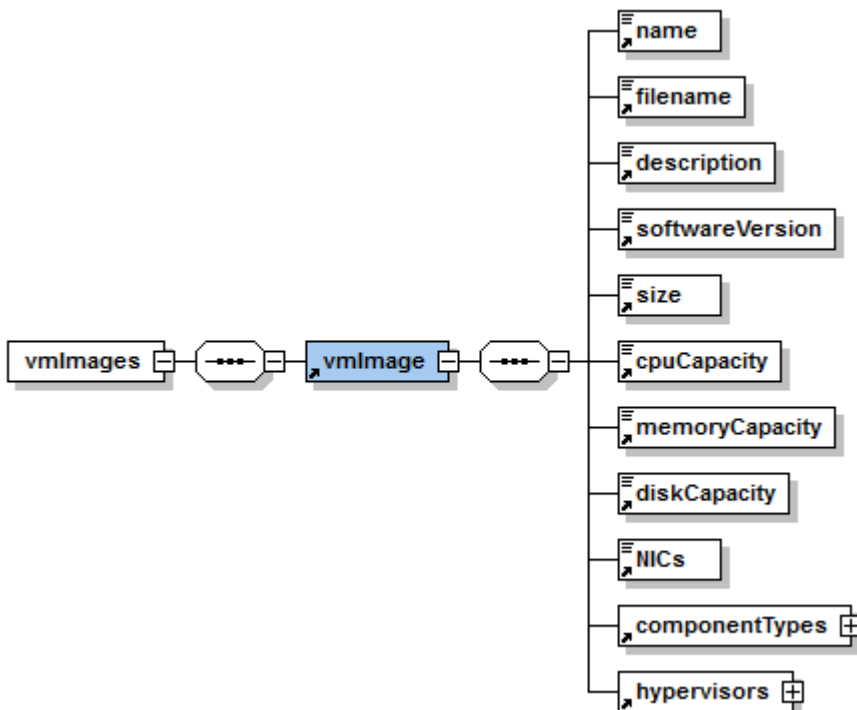 name
filename
description
softwareVersion
size
vmImages
vmImage
cpuCapacity
memoryCapacity
diskCapacity
NICs
componentTypes
hypervisors